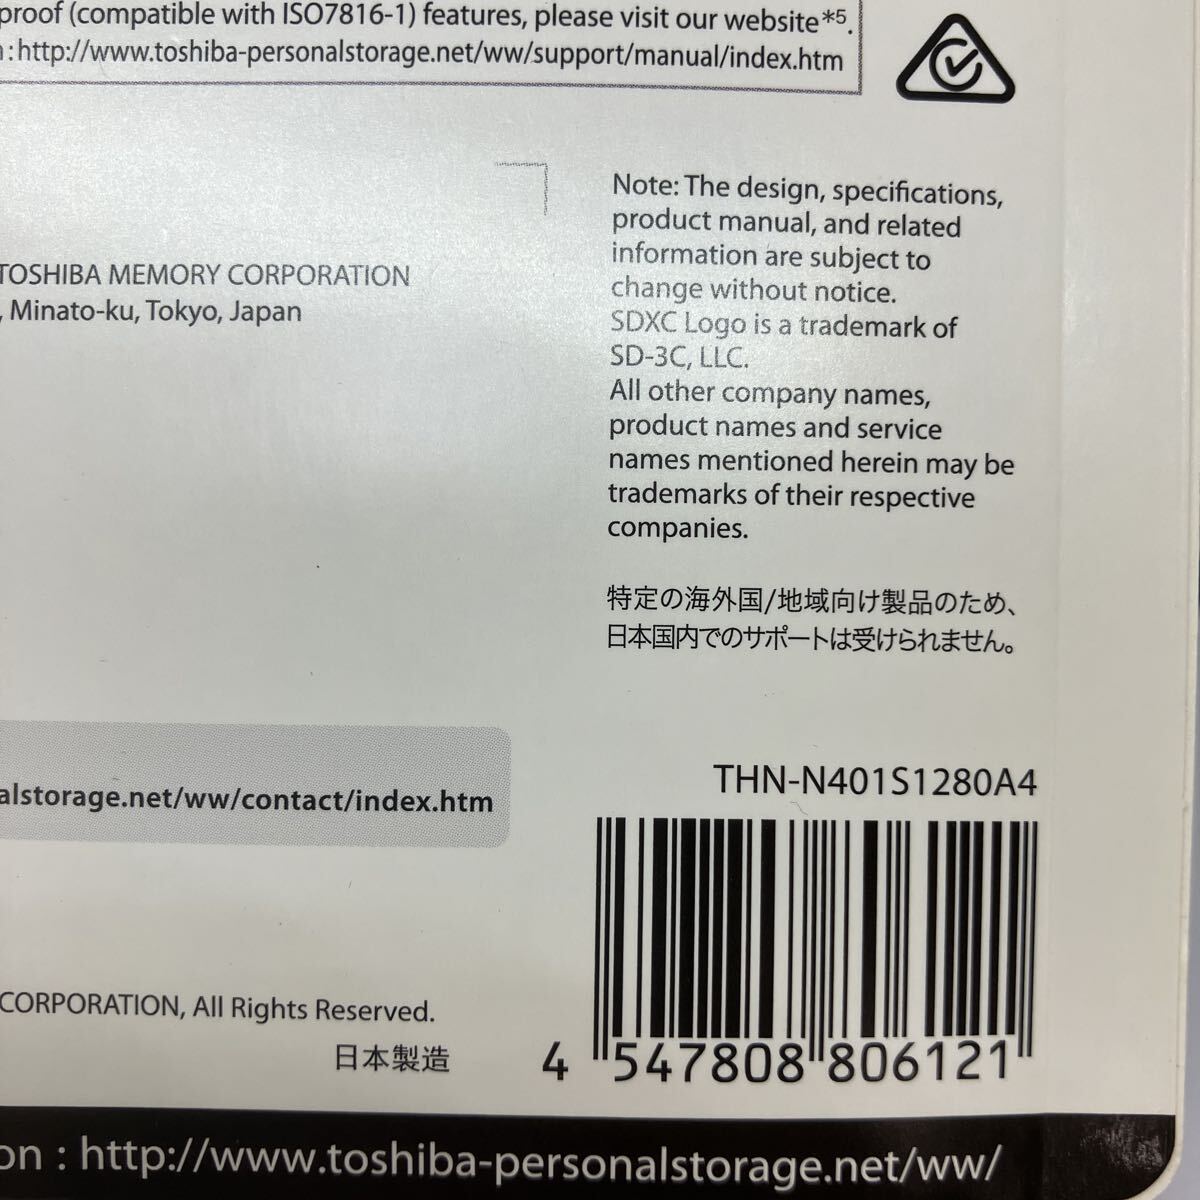 proof (compatible with ISO7816-1) features, please visit our website*5.
: http://www.toshiba-personalstorage.net/ww/support/manual/index.htm
Note: The design, specifications,
product manual, and related
information are subject to
change without notice.
SDXC Logo is a trademark of
SD-3C, LLC.
All other company names,
product names and service
names mentioned herein may be
trademarks of their respective
companies.
TOSHIBA MEMORY CORPORATION
, Minato-ku, Tokyo, Japan
特定の海外国/地域向け製品のため、
日本国内でのサポートは受けられません。
alstorage.net/ww/contact/index.htm
THN-N401S1280A4
4 547808 806121
CORPORATION, All Rights Reserved.
日本製造
on : http://www.toshiba-personalstorage.net/ww/